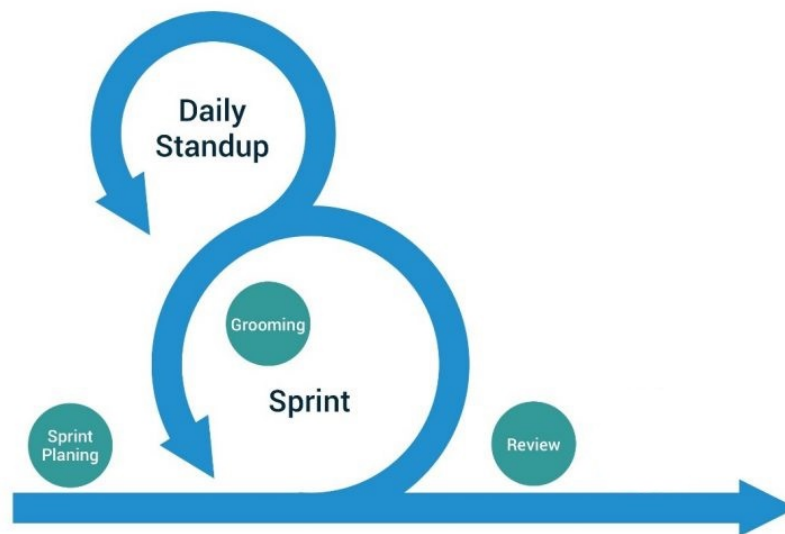 Daily
Standup
Grooming
Sprint
Sprint
Planing
Review